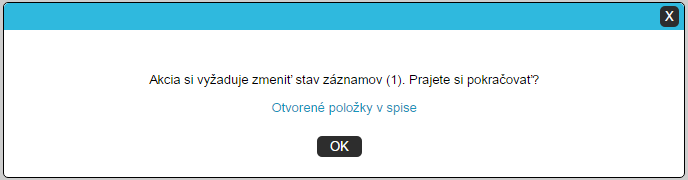 X
Akcia si vyžaduje zmeniť stav záznamov (1). Prajete si pokračovať?
Otvorené položky v spise
OK